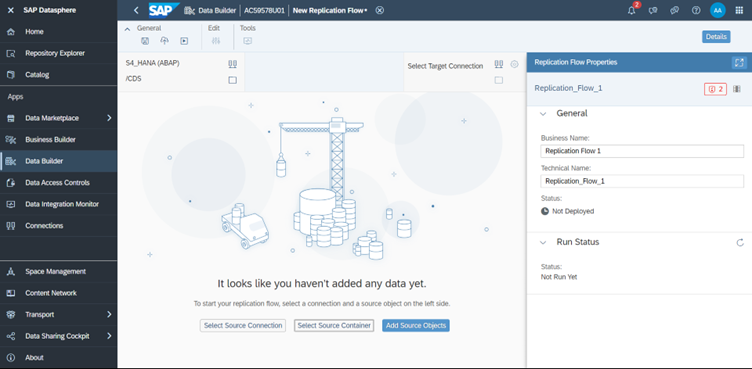 SAP Datasphere
SAP
Data Builder
AC59578U01
New Replication Flow*
2
AA
Home
Repository Explorer
Catalog
Apps
Data Marketplace
Business Builder
Data Builder
Data Access Controls
Data Integration Monitor
Connections
Space Management
Content Network
Transport
Data Sharing Cockpit
About
General
Edit
Tools
Details
S4_HANA (ABAP)
/CDS
Select Target Connection
It looks like you haven't added any data yet.
To start your replication flow, select a connection and a source object on the left side.
Select Source Connection
Select Source Container
Add Source Objects
Replication Flow Properties
Replication_Flow_1
2
General
Business Name:
Replication Flow 1
Technical Name:
Replication_Flow_1
Status:
Not Deployed
Run Status
Status:
Not Run Yet